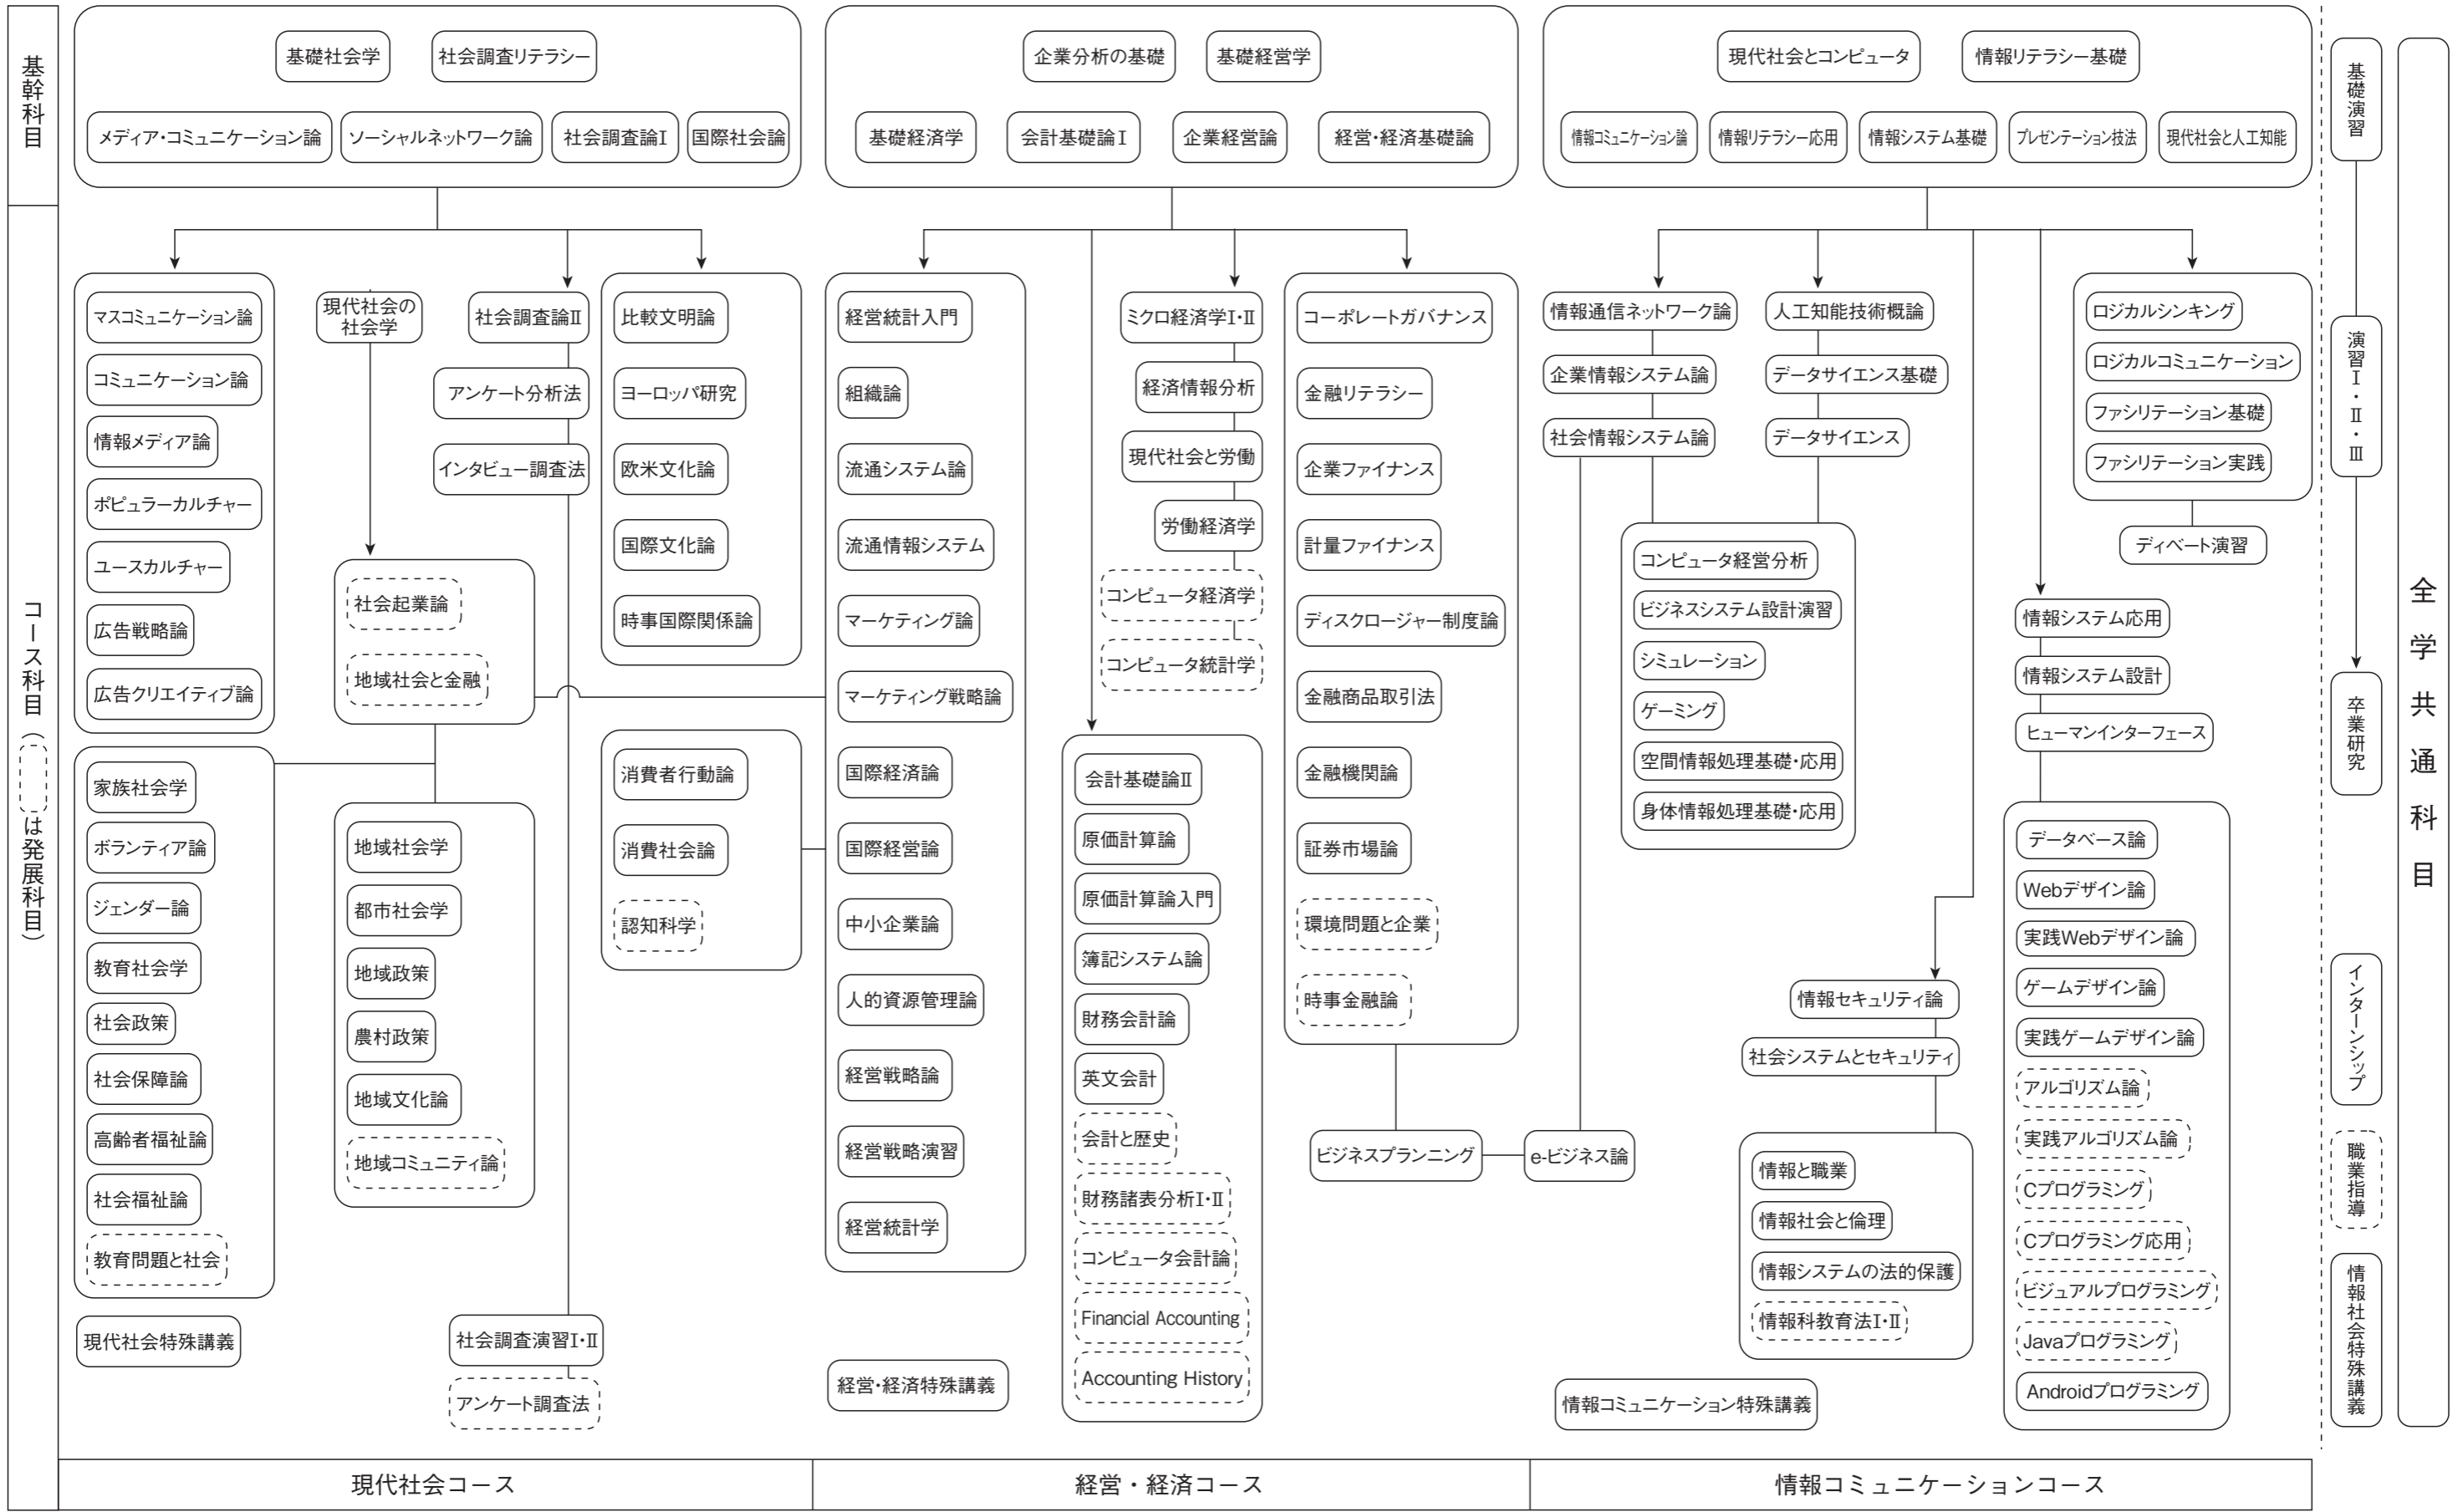 基幹科目
コース科目（ は発展科目）
基礎社会学
社会調査リテラシー
メディア・コミュニケーション論
ソーシャルネットワーク論
社会調査論Ⅰ
国際社会論
企業分析の基礎
基礎経営学
基礎経済学
会計基礎論Ⅰ
企業経営論
経営・経済基礎論
現代社会とコンピュータ
情報リテラシー基礎
情報コミュニケーション論
情報リテラシー応用
情報システム基礎
プレゼンテーション技法
現代社会と人工知能
マスコミュニケーション論
コミュニケーション論
情報メディア論
ポピュラーカルチャー
ユースカルチャー
広告戦略論
広告クリエイティブ論
家族社会学
ボランティア論
ジェンダー論
教育社会学
社会政策
社会保障論
高齢者福祉論
社会福祉論
教育問題と社会
現代社会特殊講義
現代社会の
社会学
社会起業論
地域社会と金融
地域社会学
都市社会学
地域政策
農村政策
地域文化論
地域コミュニティ論
社会調査論Ⅱ
アンケート分析法
インタビュー調査法
社会調査演習Ⅰ・Ⅱ
アンケート調査法
比較文明論
ヨーロッパ研究
欧米文化論
国際文化論
時事国際関係論
消費者行動論
消費社会論
認知科学
経営統計入門
組織論
流通システム論
流通情報システム
マーケティング論
マーケティング戦略論
国際経済論
国際経営論
中小企業論
人的資源管理論
経営戦略論
経営戦略演習
経営統計学
経営・経済特殊講義
ミクロ経済学Ⅰ・Ⅱ
経済情報分析
現代社会と労働
労働経済学
コンピュータ経済学
コンピュータ統計学
会計基礎論Ⅱ
原価計算論
原価計算論入門
簿記システム論
財務会計論
英文会計
会計と歴史
財務諸表分析Ⅰ・Ⅱ
コンピュータ会計論
Financial Accounting
Accounting History
コーポレートガバナンス
金融リテラシー
企業ファイナンス
計量ファイナンス
ディスクロージャー制度論
金融商品取引法
金融機関論
証券市場論
環境問題と企業
時事金融論
ビジネスプランニング
e-ビジネス論
情報通信ネットワーク論
企業情報システム論
社会情報システム論
人工知能技術概論
データサイエンス基礎
データサイエンス
コンピュータ経営分析
ビジネスシステム設計演習
シミュレーション
ゲーミング
空間情報処理基礎・応用
身体情報処理基礎・応用
情報セキュリティ論
社会システムとセキュリティ
情報と職業
情報社会と倫理
情報システムの法的保護
情報科教育法Ⅰ・Ⅱ
情報コミュニケーション特殊講義
ロジカルシンキング
ロジカルコミュニケーション
ファシリテーション基礎
ファシリテーション実践
ディベート演習
情報システム応用
情報システム設計
ヒューマンインターフェース
データベース論
Webデザイン論
実践Webデザイン論
ゲームデザイン論
実践ゲームデザイン論
アルゴリズム論
実践アルゴリズム論
Cプログラミング
Cプログラミング応用
ビジュアルプログラミング
Javaプログラミング
Androidプログラミング
基礎演習
演習Ⅰ・Ⅱ・Ⅲ
卒業研究
インターンシップ
職業指導
情報社会特殊講義
全学共通科目
現代社会コース
経営・経済コース
情報コミュニケーションコース